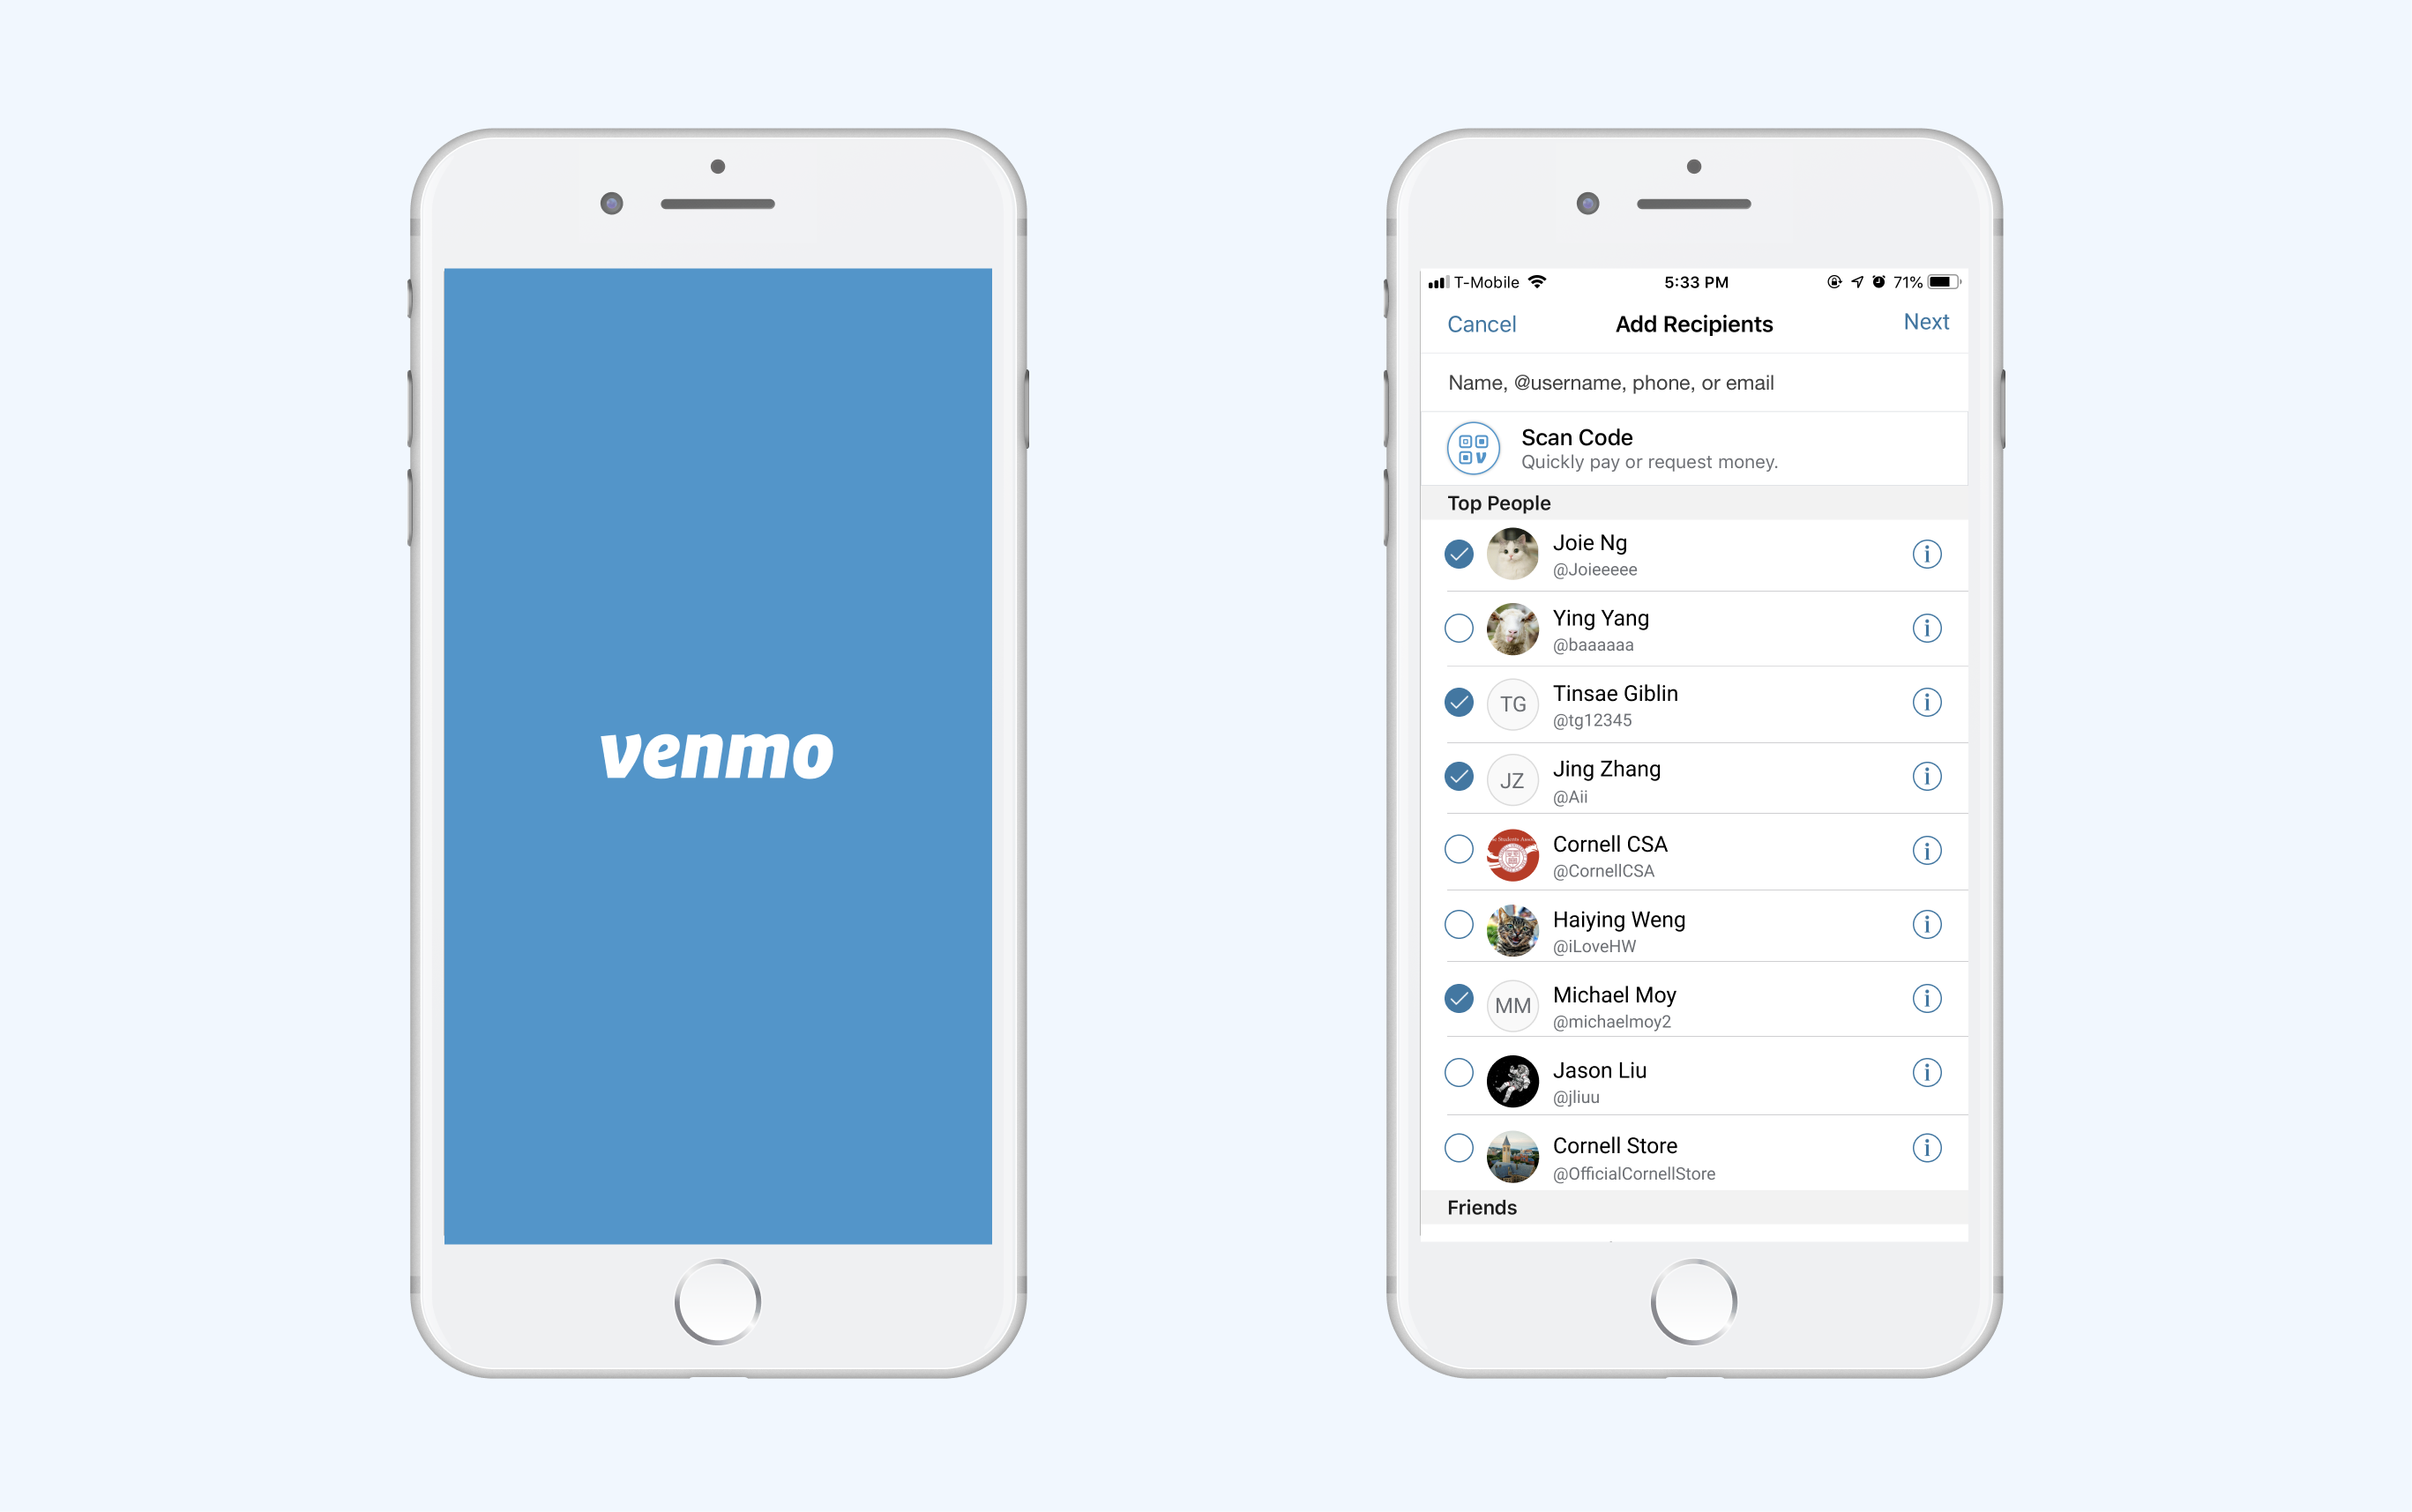 venmo
T-Mobile 5:33 PM 71%
Cancel Add Recipients Next
Name, @username, phone, or email
Scan Code
Quickly pay or request money.
Top People
Joie Ng
@Joieeeee
Ying Yang
@baaaaaa
TG Tinsae Giblin
@tg12345
JZ Jing Zhang
@Aii
Cornell CSA
@CornellCSA
Haiying Weng
@iLoveHW
MM Michael Moy
@michaelmoy2
Jason Liu
@jliuu
Cornell Store
@OfficialCornellStore
Friends